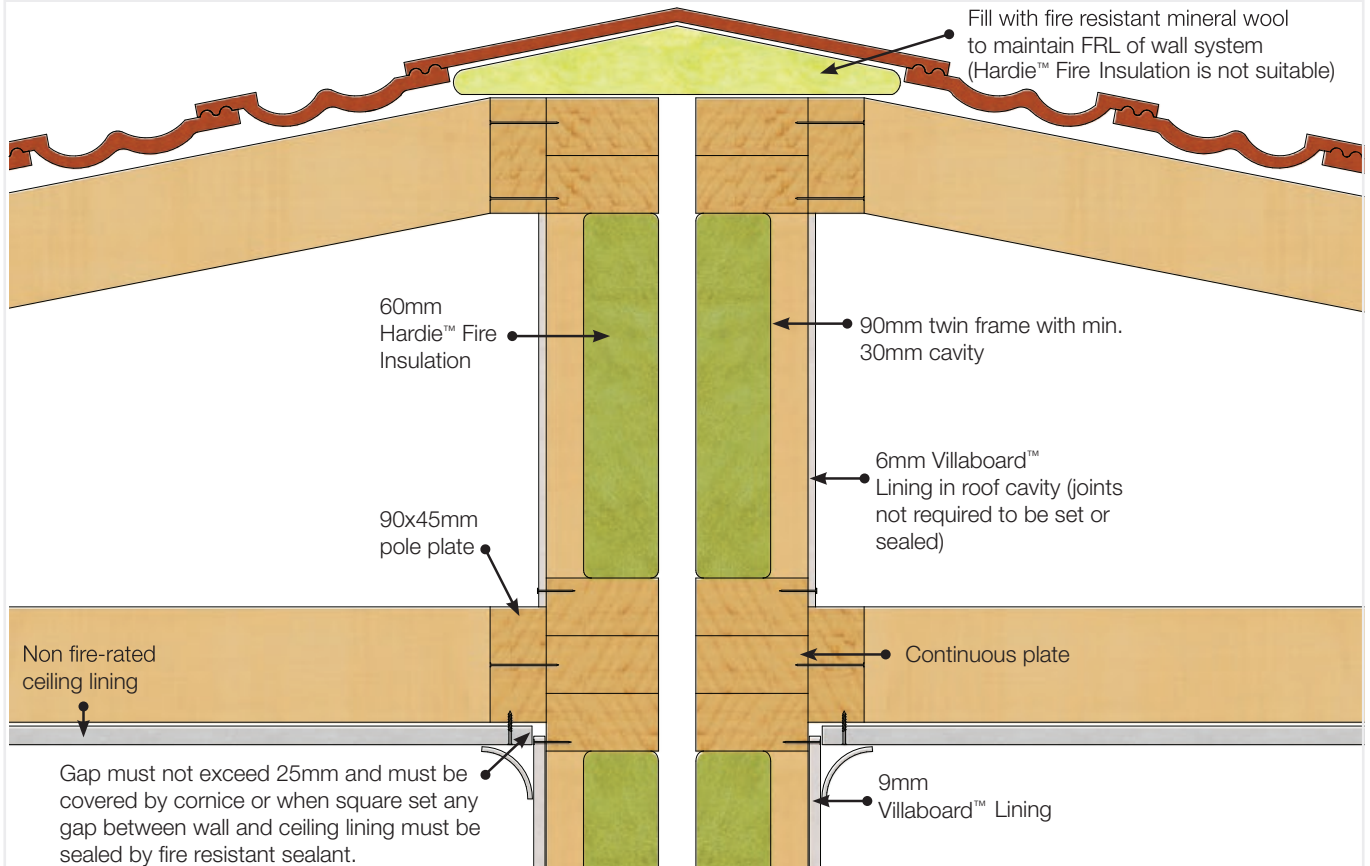 Fill with fire resistant mineral wool
to maintain FRL of wall system
(Hardie™ Fire Insulation is not suitable)
60mm
Hardie™ Fire
Insulation
90mm twin frame with min.
30mm cavity
6mm Villaboard™
Lining in roof cavity (joints
not required to be set or
sealed)
90x45mm
pole plate
Non fire-rated
ceiling lining
Continuous plate
Gap must not exceed 25mm and must be
covered by cornice or when square set any
gap between wall and ceiling lining must be
sealed by fire resistant sealant.
9mm
Villaboard™ Lining